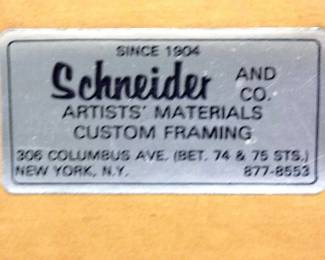 SINCE 1904
Schneider AND CO.
ARTISTS' MATERIALS
CUSTOM FRAMING
306 COLUMBUS AVE. (BET. 74 & 75 STS.)
NEW YORK, N.Y. 877-8553